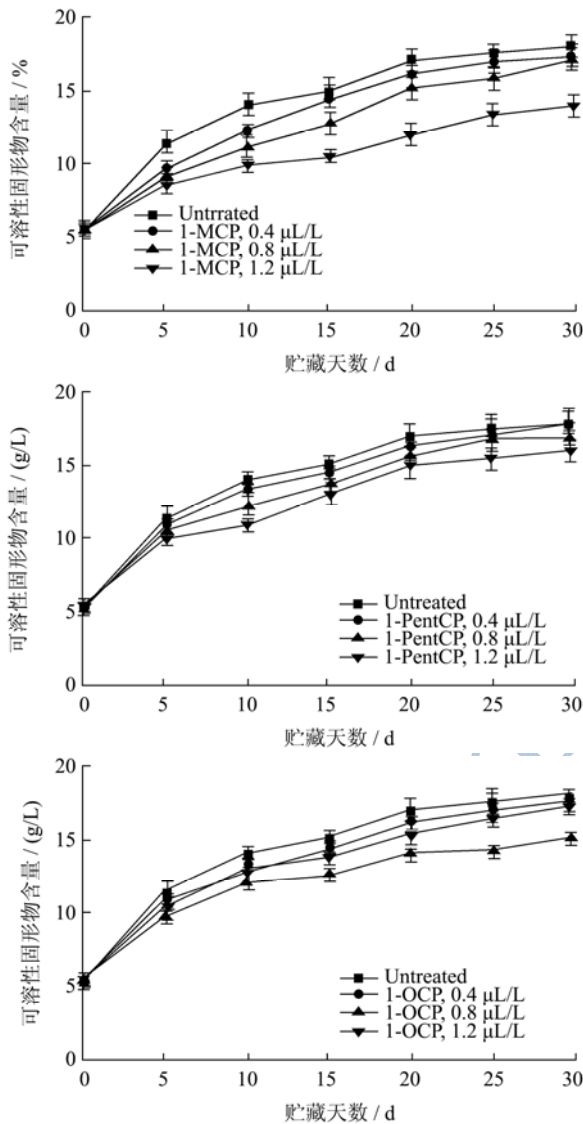 可溶性固形物含量 / %
20
15
10
5
0
Untrrated
1-MCP, 0.4 μL/L
1-MCP, 0.8 μL/L
1-MCP, 1.2 μL/L
0 5 10 15 20 25 30
贮藏天数 / d
可溶性固形物含量 / (g/L)
20
15
10
5
0
Untreated
1-PentCP, 0.4 μL/L
1-PentCP, 0.8 μL/L
1-PentCP, 1.2 μL/L
0 5 10 15 20 25 30
贮藏天数 / d
可溶性固形物含量 / (g/L)
20
15
10
5
0
Untreated
1-OCP, 0.4 μL/L
1-OCP, 0.8 μL/L
1-OCP, 1.2 μL/L
0 5 10 15 20 25 30
贮藏天数 / d